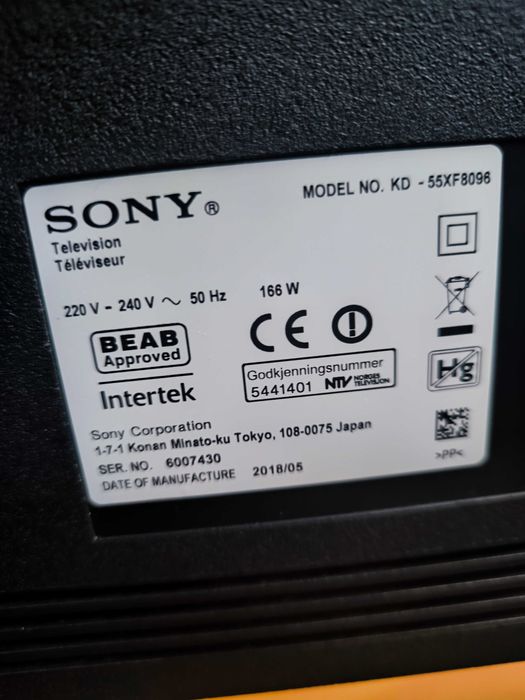 SONY®
MODEL NO. KD - 55XF8096
Television
Téléviseur
220 V - 240 V ~ 50 Hz 166 W
BEAB
Approved
Intertek
CE
Godkjenningsnummer
5441401 NTV NORGES TELEVISJON
Hg
Sony Corporation
1-7-1 Konan Minato-ku Tokyo, 108-0075 Japan
SER. NO. 6007430
DATE OF MANUFACTURE 2018/05
>PP<